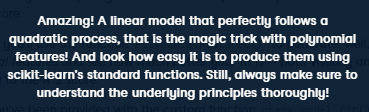 Amazing! A linear model that perfectly follows a
quadratic process, that is the magic trick with polynomial
features! And look how easy it is to produce them using
scikit-learn's standard functions. Still, always make sure to
understand the underlying principles thoroughly!